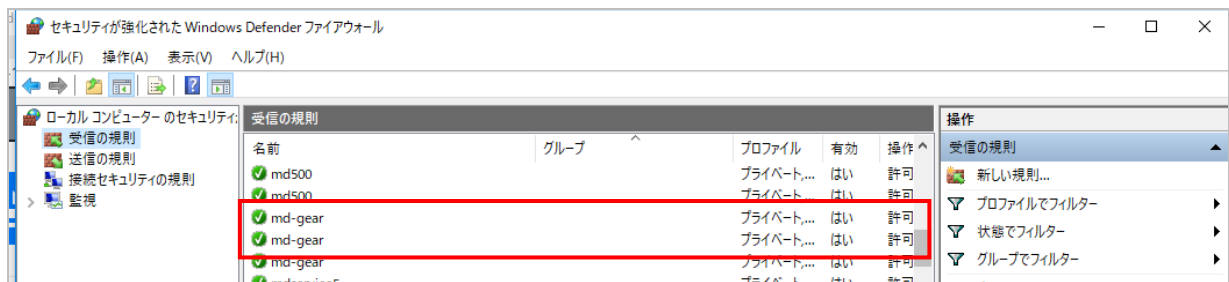 セキュリティが強化された Windows Defender ファイアウォール
ファイル(F) 操作(A) 表示(V) ヘルプ(H)
ローカル コンピューター のセキュリティ
受信の規則
送信の規則
接続セキュリティの規則
監視
受信の規則
名前 グループ プロファイル 有効 操作
md500 プライベート,... はい 許可
md500 プライベート,... はい 許可
md-gear プライベート,... はい 許可
md-gear プライベート,... はい 許可
md-gear プライベート,... はい 許可
操作
受信の規則
新しい規則...
プロファイルでフィルター
状態でフィルター
グループでフィルター